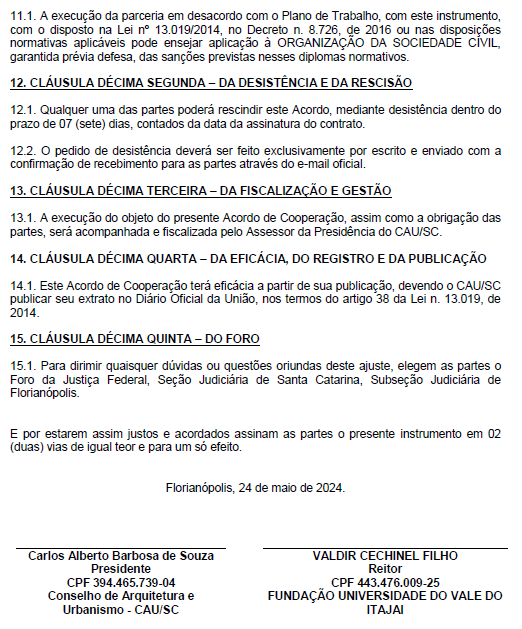 11.1. A execução da parceria em desacordo com o Plano de Trabalho, com este instrumento,
com o disposto na Lei nº 13.019/2014, no Decreto n. 8.726, de 2016 ou nas disposições
normativas aplicáveis pode ensejar aplicação à ORGANIZAÇÃO DA SOCIEDADE CIVIL,
garantida prévia defesa, das sanções previstas nesses diplomas normativos.
12. CLÁUSULA DÉCIMA SEGUNDA – DA DESISTÊNCIA E DA RESCISÃO
12.1. Qualquer uma das partes poderá rescindir este Acordo, mediante desistência dentro do
prazo de 07 (sete) dias, contados da data da assinatura do contrato.
12.2. O pedido de desistência deverá ser feito exclusivamente por escrito e enviado com a
confirmação de recebimento para as partes através do e-mail oficial.
13. CLÁUSULA DÉCIMA TERCEIRA – DA FISCALIZAÇÃO E GESTÃO
13.1. A execução do objeto do presente Acordo de Cooperação, assim como a obrigação das
partes, será acompanhada e fiscalizada pelo Assessor da Presidência do CAU/SC.
14. CLÁUSULA DÉCIMA QUARTA – DA EFICÁCIA, DO REGISTRO E DA PUBLICAÇÃO
14.1. Este Acordo de Cooperação terá eficácia a partir de sua publicação, devendo o CAU/SC
publicar seu extrato no Diário Oficial da União, nos termos do artigo 38 da Lei n. 13.019, de
2014.
15. CLÁUSULA DÉCIMA QUINTA – DO FORO
15.1. Para dirimir quaisquer dúvidas ou questões oriundas deste ajuste, elegem as partes o
Foro da Justiça Federal, Seção Judiciária de Santa Catarina, Subseção Judiciária de
Florianópolis.
E por estarem assim justos e acordados assinam as partes o presente instrumento em 02
(duas) vias de igual teor e para um só efeito.
Florianópolis, 24 de maio de 2024.
Carlos Alberto Barbosa de Souza
Presidente
CPF 394.465.739-04
Conselho de Arquitetura e
Urbanismo - CAU/SC
VALDIR CECHINEL FILHO
Reitor
CPF 443.476.009-25
FUNDAÇÃO UNIVERSIDADE DO VALE DO
ITAJAI